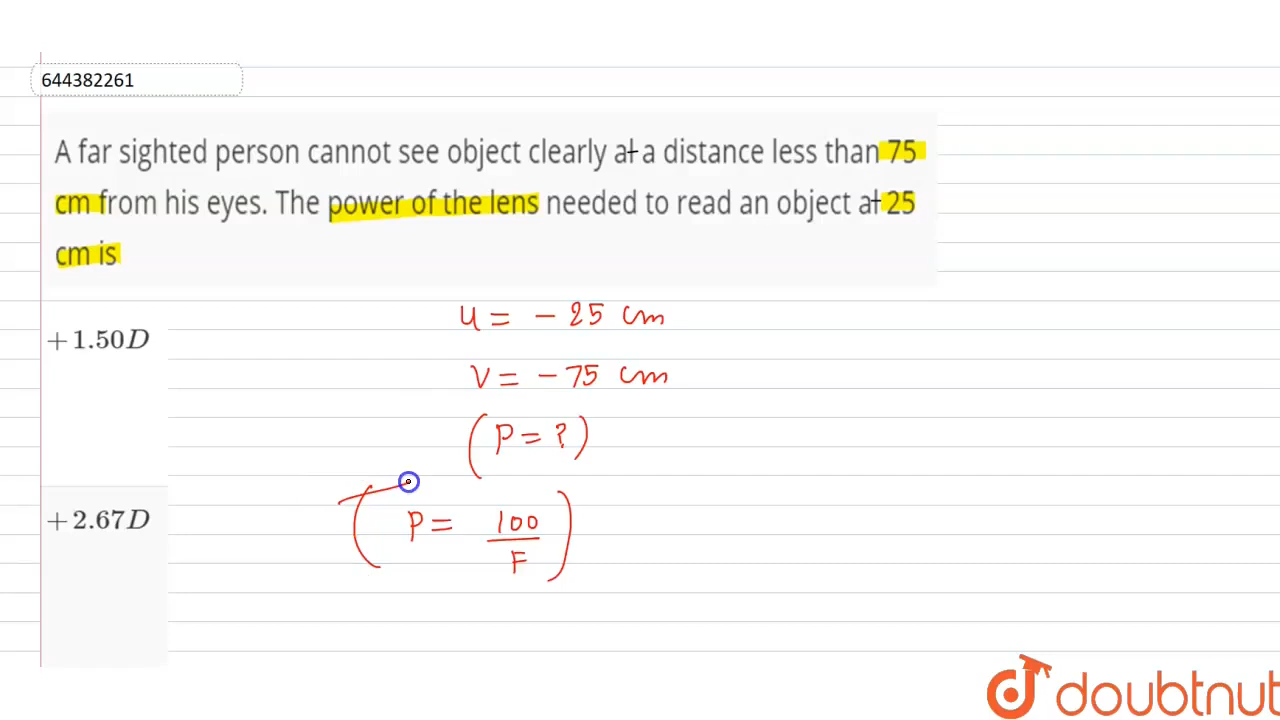 644382261
A far sighted person cannot see object clearly at a distance less than 75
cm from his eyes. The power of the lens needed to read an object at 25
cm is
u = - 25 cm
+1.50D
v = - 75 cm
(P = ?)
+2.67D
(P = 100/F)
doubtnut